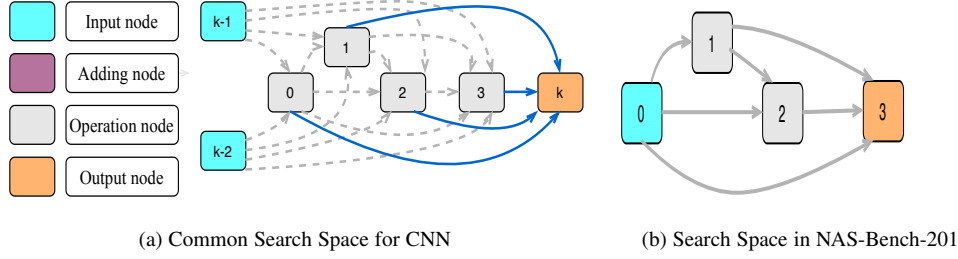 Input node
Adding node
Operation node
Output node
k-1
k-2
0
1
2
3
k
0
1
2
3
(a) Common Search Space for CNN
(b) Search Space in NAS-Bench-201